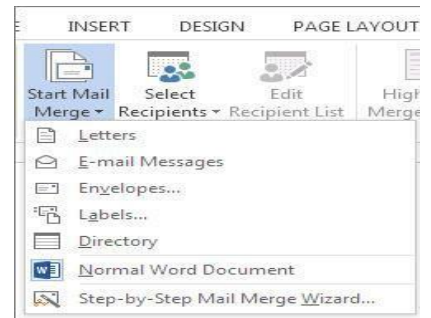 INSERT DESIGN PAGE LAYOUT
Start Mail Select Edit High
Merge Recipients Recipient List Merge
Letters
E-mail Messages
Envelopes...
Labels...
Directory
Normal Word Document
Step-by-Step Mail Merge Wizard...